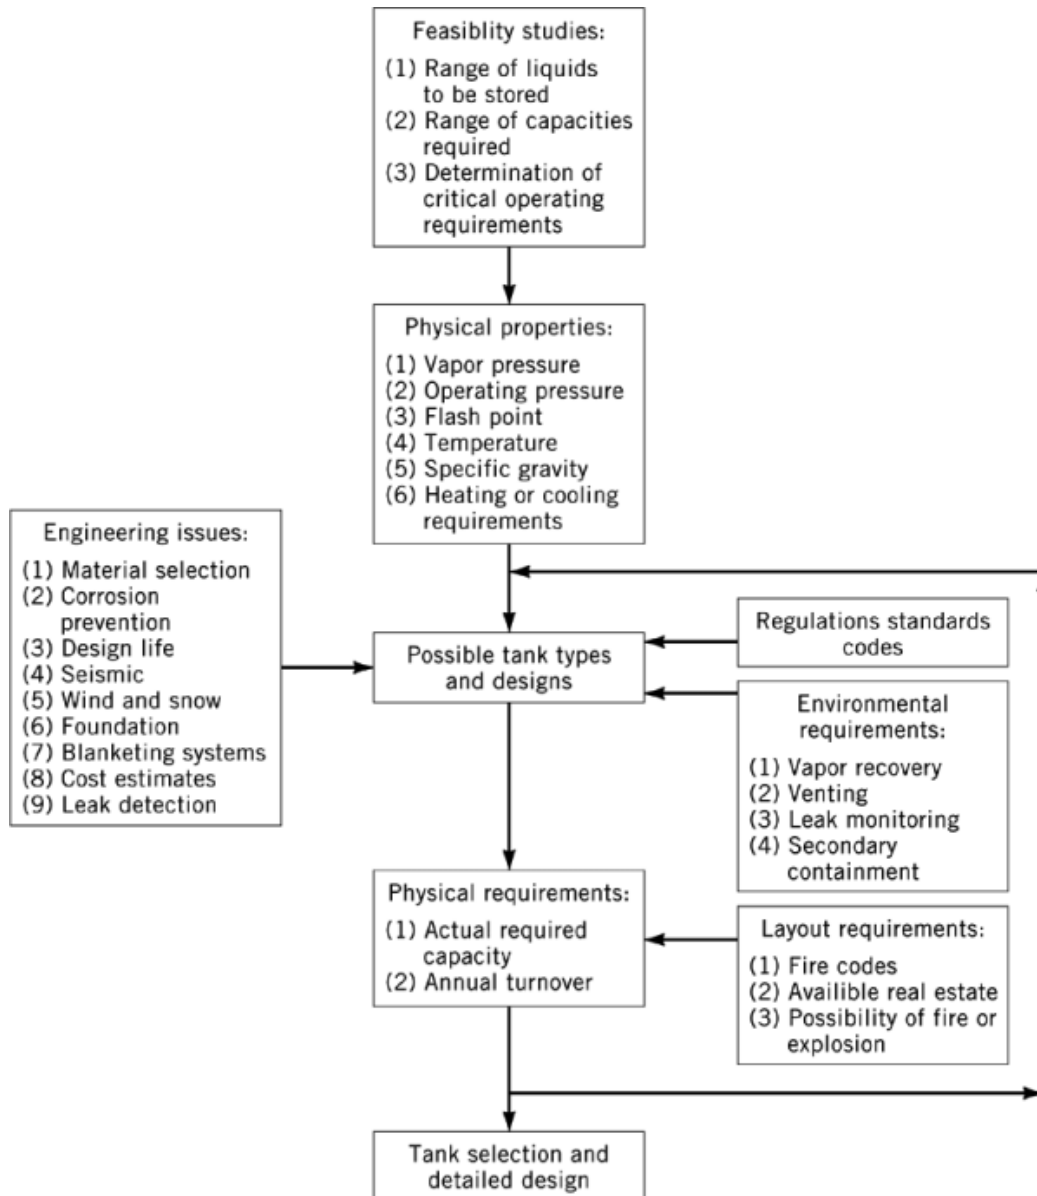 Feasiblity studies:
(1) Range of liquids
to be stored
(2) Range of capacities
required
(3) Determination of
critical operating
requirements
Physical properties:
(1) Vapor pressure
(2) Operating pressure
(3) Flash point
(4) Temperature
(5) Specific gravity
(6) Heating or cooling
requirements
Engineering issues:
(1) Material selection
(2) Corrosion
prevention
(3) Design life
(4) Seismic
(5) Wind and snow
(6) Foundation
(7) Blanketing systems
(8) Cost estimates
(9) Leak detection
Possible tank types
and designs
Regulations standards
codes
Environmental
requirements:
(1) Vapor recovery
(2) Venting
(3) Leak monitoring
(4) Secondary
containment
Physical requirements:
(1) Actual required
capacity
(2) Annual turnover
Layout requirements:
(1) Fire codes
(2) Availible real estate
(3) Possibility of fire or
explosion
Tank selection and
detailed design